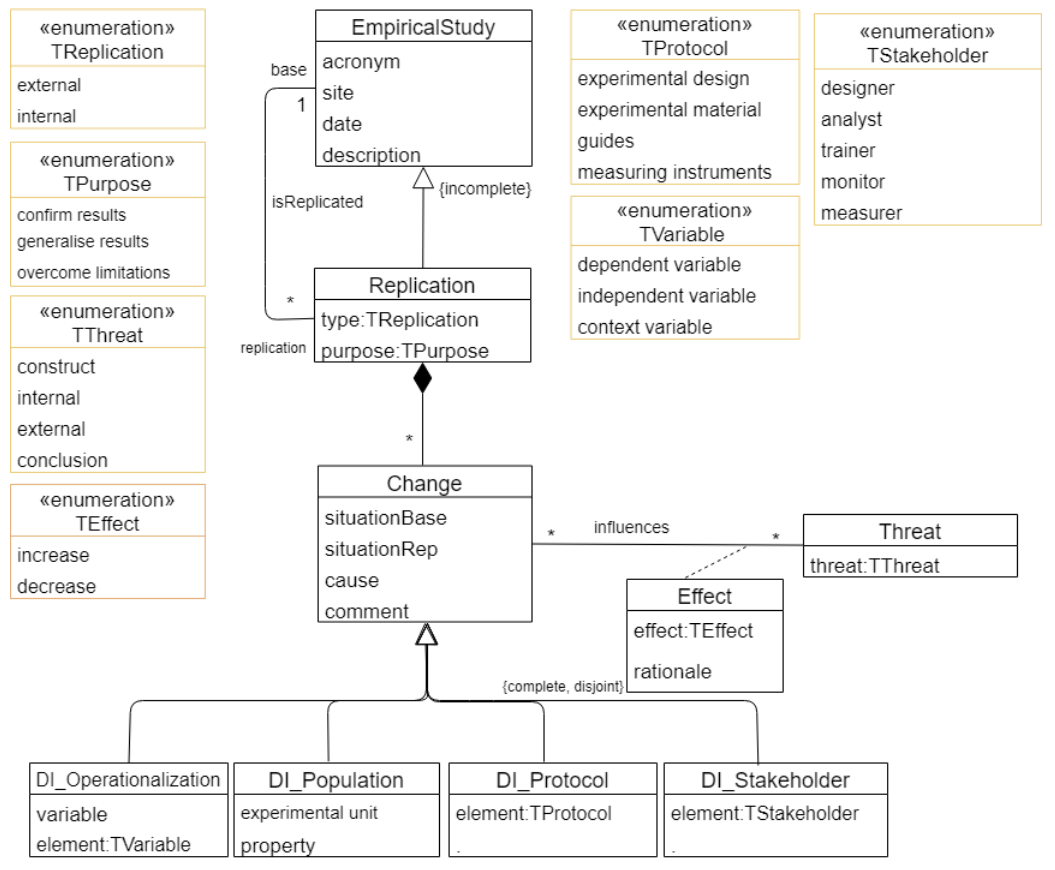 «enumeration»
TReplication
external
internal
«enumeration»
TPurpose
confirm results
generalise results
overcome limitations
«enumeration»
TThreat
construct
internal
external
conclusion
«enumeration»
TEffect
increase
decrease
EmpiricalStudy
acronym
site
date
description
base
1
isReplicated
*
replication
{incomplete}
Replication
type:TReplication
purpose:TPurpose
*
«enumeration»
TProtocol
experimental design
experimental material
guides
measuring instruments
«enumeration»
TVariable
dependent variable
independent variable
context variable
«enumeration»
TStakeholder
designer
analyst
trainer
monitor
measurer
Change
situationBase
situationRep
cause
comment
*
influences
*
Threat
threat:TThreat
Effect
effect:TEffect
rationale
{complete, disjoint}
DI_Operationalization
variable
element:TVariable
DI_Population
experimental unit
property
DI_Protocol
element:TProtocol
.
DI_Stakeholder
element:TStakeholder
.